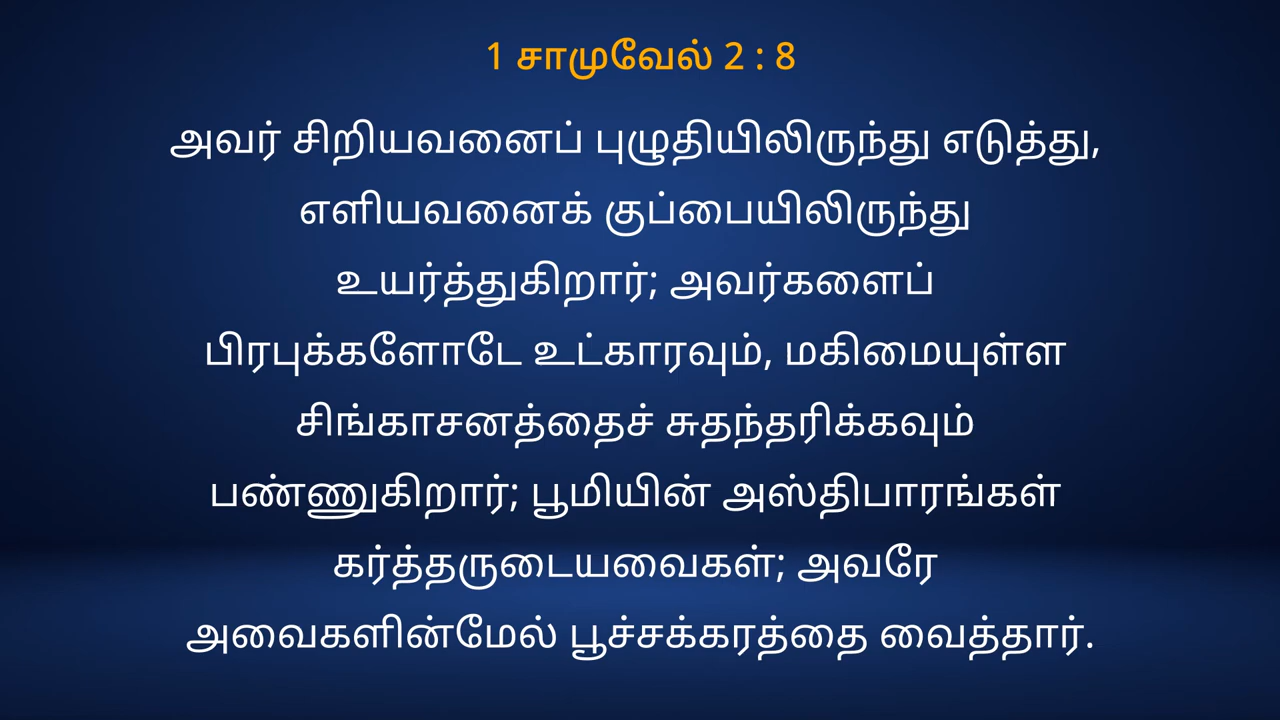 1 சாமுவேல் 2 : 8
அவர் சிறியவனைப் புழுதியிலிருந்து எடுத்து,
எளியவனைக் குப்பையிலிருந்து
உயர்த்துகிறார்; அவர்களைப்
பிரபுக்களோடே உட்காரவும், மகிமையுள்ள
சிங்காசனத்தைச் சுதந்தரிக்கவும்
பண்ணுகிறார்; பூமியின் அஸ்திபாரங்கள்
கர்த்தருடையவைகள்; அவரே
அவைகளின்மேல் பூச்சக்கரத்தை வைத்தார்.